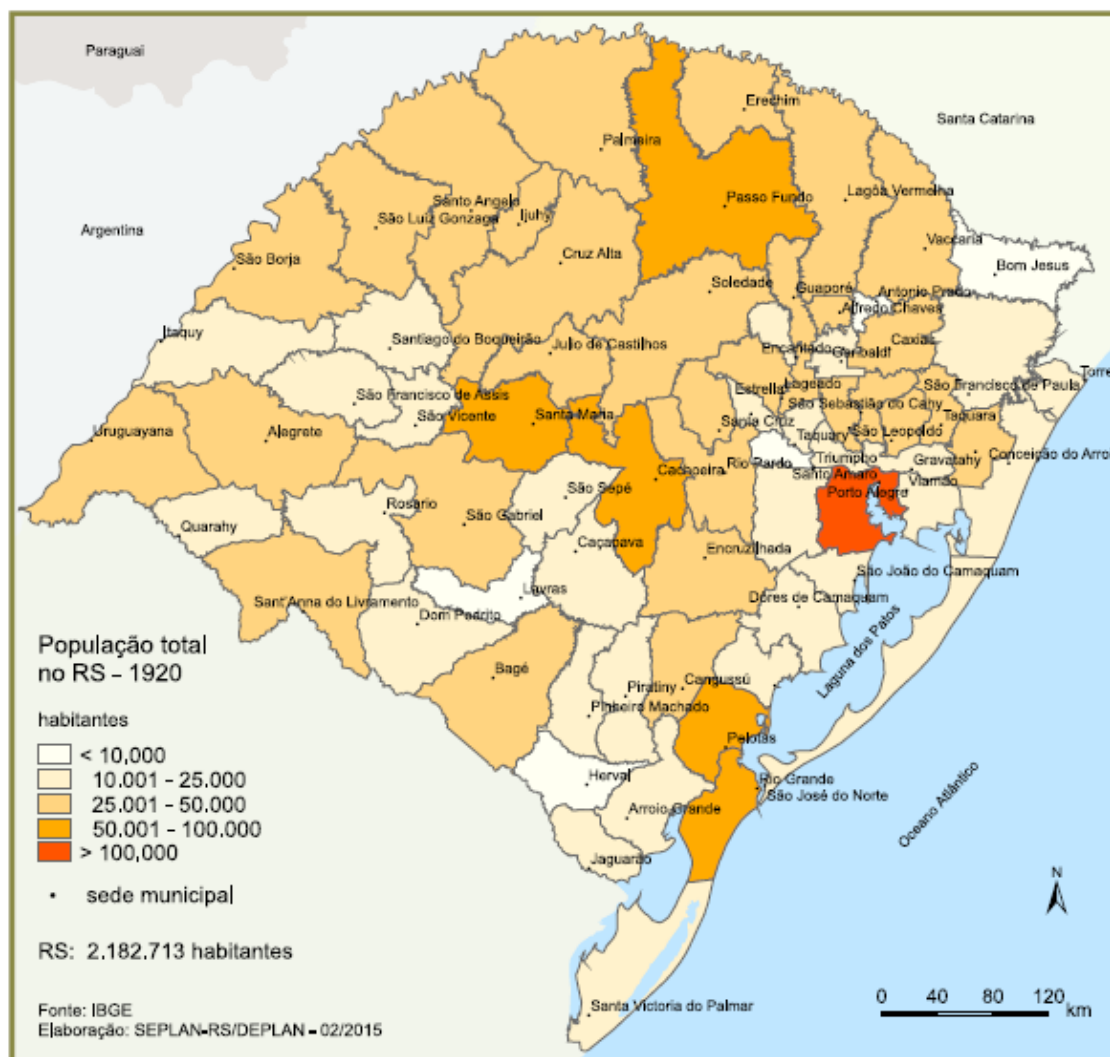 Paraguai
Santa Catarina
Argentina
Erechim
Palmeira
Passo Fundo
Lagôa Vermelha
Santo Angelo
Ijuhy
São Luiz Gonzaga
Vaccaria
Cruz Alta
São Borja
Bom Jesus
Soledade
Guaporé
Antonio Prado
Alfredo Chaves
Itaquy
Santiago do Boqueirão
Julio de Castilhos
Caxias
Encantado
Garibaldi
Torre
São Francisco de Assis
Estrella
Lageado
São Francisco de Paula
São Vicente
Santa Maria
São Sebastião do Cahy
Taquara
Uruguayana
Alegrete
Santa Cruz
Taquary
São Leopoldo
Conceição do Arro
Cachoeira
Rio Pardo
Triumpho
Gravatahy
Santo Amaro
Viamão
Porto Alegre
São Sepé
Rosario
São Gabriel
Quarahy
Caçapava
Encruzilhada
São João do Camaquam
Sant'Anna do Livramento
Lavras
Dôres de Camaquam
Dom Pedrito
Laguna dos Patos
Bagé
Cangussú
Piratiny
Pinheiro Machado
Pelotas
Herval
Rio Grande
São José do Norte
Arroio Grande
Oceano Atlântico
Jaguarão
Santa Victoria do Palmar
População total
no RS – 1920
habitantes
< 10,000
10.001 - 25.000
25.001 - 50.000
50.001 - 100.000
> 100,000
sede municipal
RS: 2.182.713 habitantes
Fonte: IBGE
Elaboração: SEPLAN-RS/DEPLAN – 02/2015
N
0 40 80 120
km